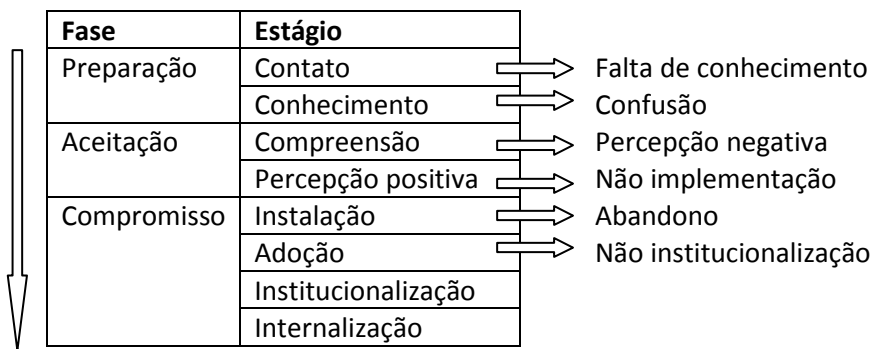 Fase Estágio
Preparação Contato Falta de conhecimento
Conhecimento Confusão
Aceitação Compreensão Percepção negativa
Percepção positiva Não implementação
Compromisso Instalação Abandono
Adoção Não institucionalização
Institucionalização
Internalização